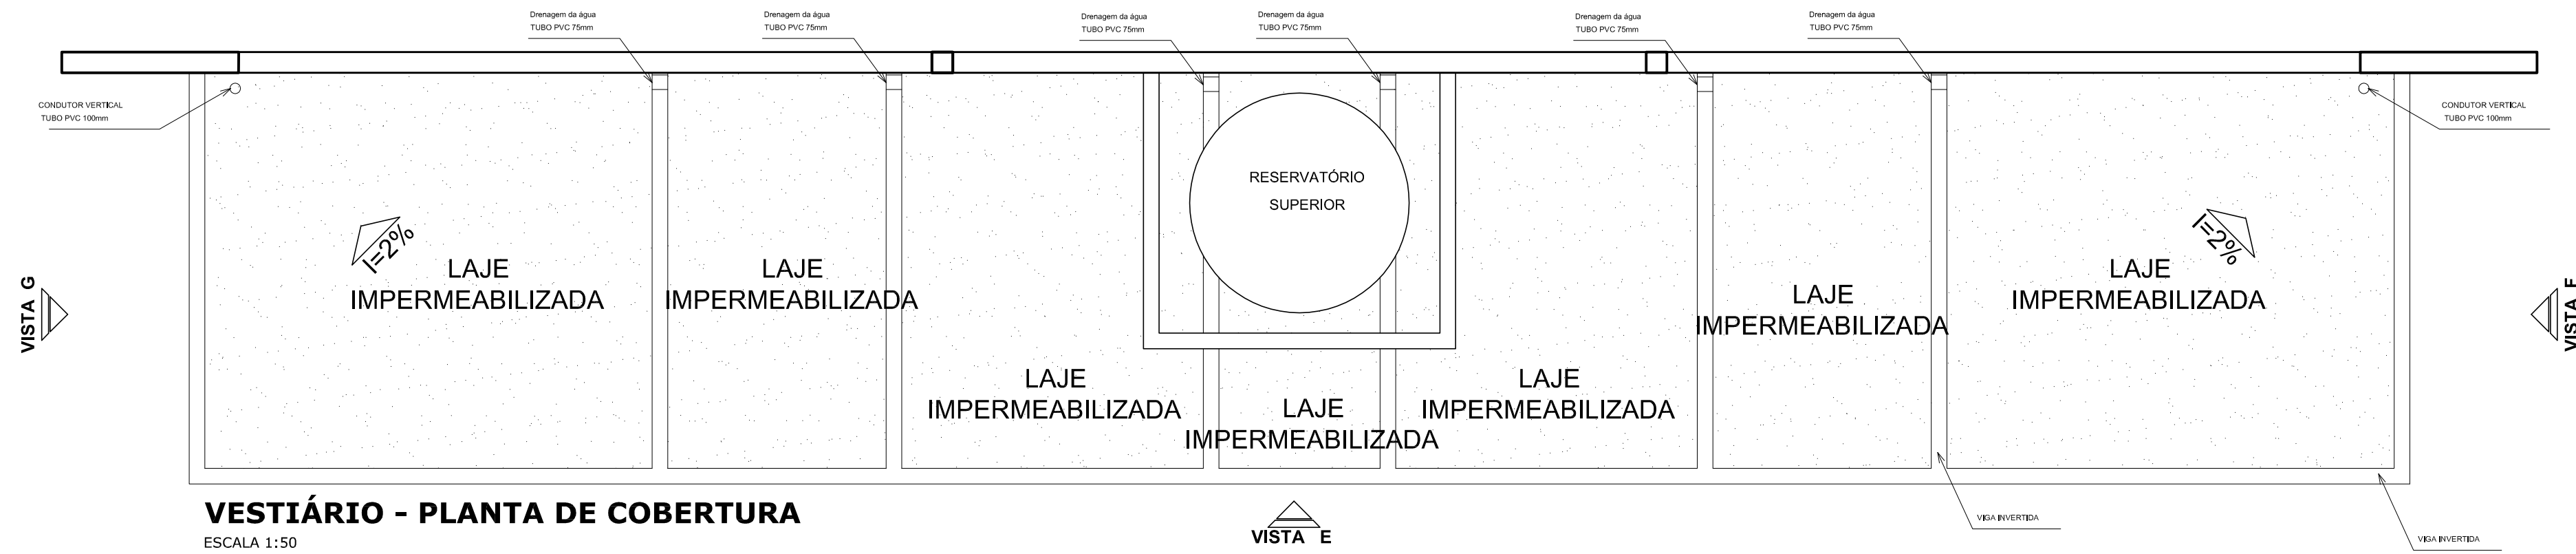 Drenagem da água
TUBO PVC 75mm
Drenagem da água
TUBO PVC 75mm
Drenagem da água
TUBO PVC 75mm
Drenagem da água
TUBO PVC 75mm
Drenagem da água
TUBO PVC 75mm
Drenagem da água
TUBO PVC 75mm
CONDUTOR VERTICAL
TUBO PVC 100mm
CONDUTOR VERTICAL
TUBO PVC 100mm
RESERVATÓRIO
SUPERIOR
I=2%
I=2%
VISTA G
LAJE
IMPERMEABILIZADA
LAJE
IMPERMEABILIZADA
LAJE
IMPERMEABILIZADA
LAJE
IMPERMEABILIZADA
LAJE
IMPERMEABILIZADA
LAJE
IMPERMEABILIZADA
LAJE
IMPERMEABILIZADA
VISTA
VESTIÁRIO - PLANTA DE COBERTURA
ESCALA 1:50
VISTA E
VIGA INVERTIDA
VIGA INVERTIDA